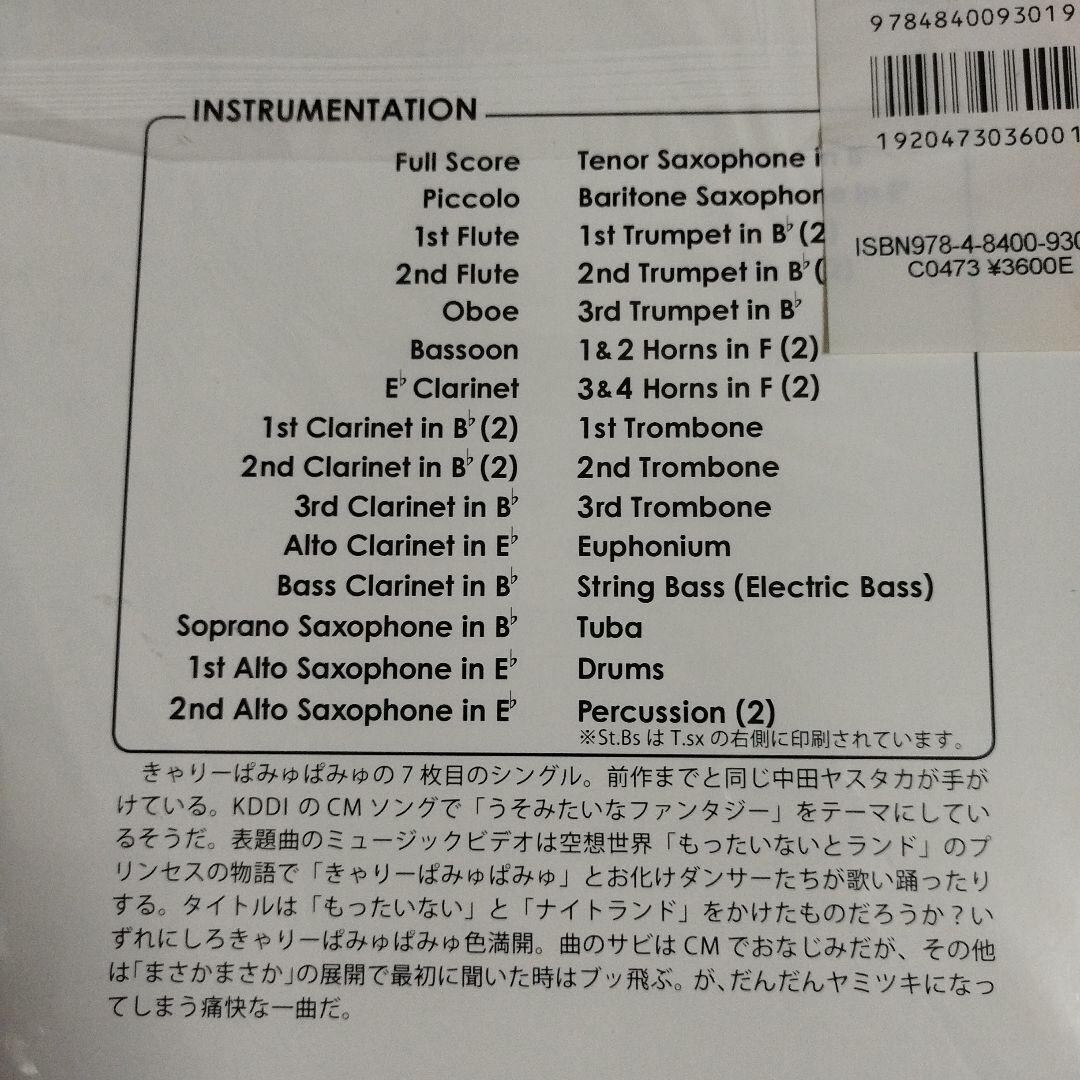 9784840093019
1920473036001
ISBN978-4-8400-930
C0473 ¥3600E
INSTRUMENTATION
Full Score
Piccolo
1st Flute
2nd Flute
Oboe
Bassoon
E♭ Clarinet
1st Clarinet in B♭ (2)
2nd Clarinet in B♭ (2)
3rd Clarinet in B♭
Alto Clarinet in E♭
Bass Clarinet in B♭
Soprano Saxophone in B♭
1st Alto Saxophone in E♭
2nd Alto Saxophone in E♭
Tenor Saxophone i
Baritone Saxophon
1st Trumpet in B♭ (2
2nd Trumpet in B♭ (
3rd Trumpet in B♭
1&2 Horns in F (2)
3&4 Horns in F (2)
1st Trombone
2nd Trombone
3rd Trombone
Euphonium
String Bass (Electric Bass)
Tuba
Drums
Percussion (2)
※St.Bs は T.sx の右側に印刷されています。
きゃりーぱみゅぱみゅの7枚目のシングル。前作までと同じ中田ヤスタカが手が
けている。KDDI の CM ソングで「うそみたいなファンタジー」をテーマにしてい
るそうだ。表題曲のミュージックビデオは空想世界「もったいないとランド」のプ
リンセスの物語で「きゃりーぱみゅぱみゅ」とお化けダンサーたちが歌い踊ったり
する。タイトルは「もったいない」と「ナイトランド」をかけたものだろうか?い
ずれにしろきゃりーぱみゅぱみゅ色満開。曲のサビは CM でおなじみだが、その他
は「まさかまさか」の展開で最初に聞いた時はブッ飛ぶ。が、だんだんヤミツキになっ
てしまう痛快な一曲だ。